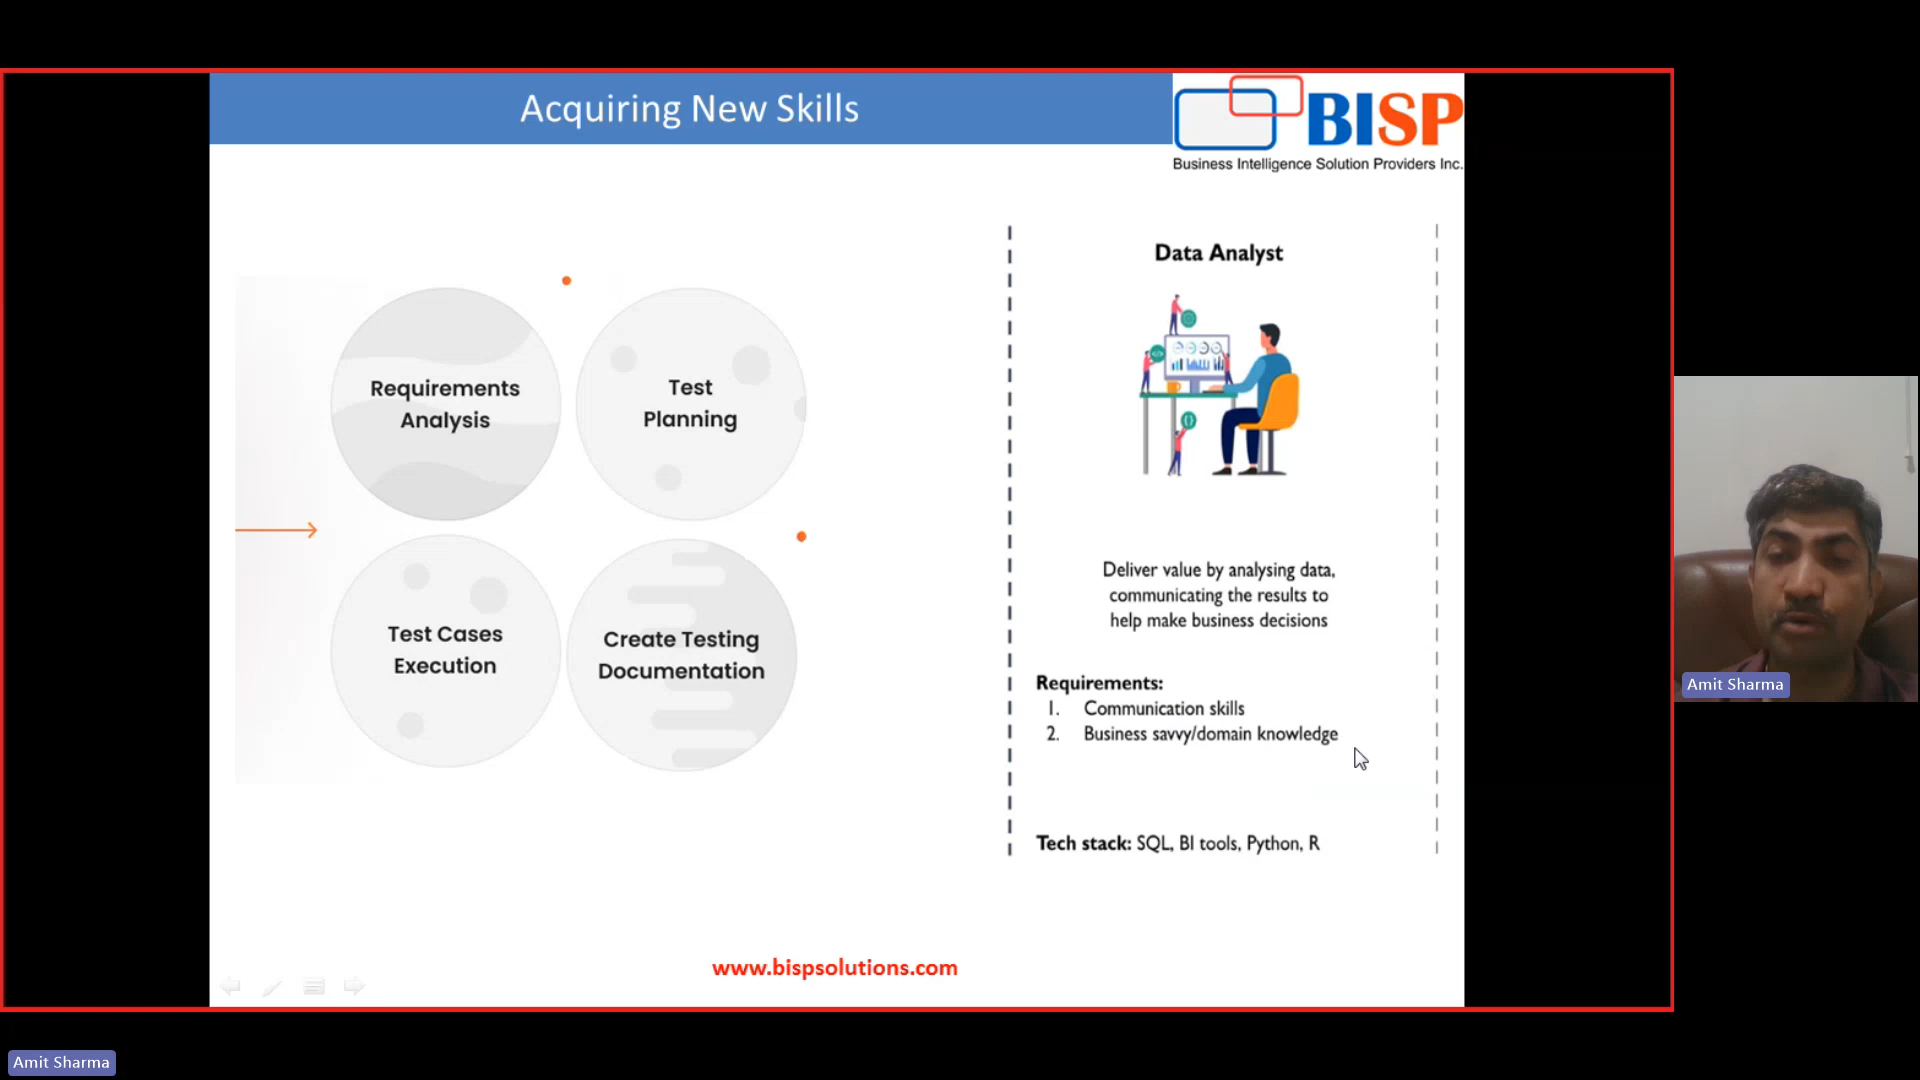 Acquiring New Skills
BISP
Business Intelligence Solution Providers Inc.
Requirements
Analysis
Test
Planning
Test Cases
Execution
Create Testing
Documentation
Data Analyst
Deliver value by analysing data,
communicating the results to
help make business decisions
Requirements:
1. Communication skills
2. Business savvy/domain knowledge
Tech stack: SQL, BI tools, Python, R
www.bispsolutions.com
Amit Sharma
Amit Sharma